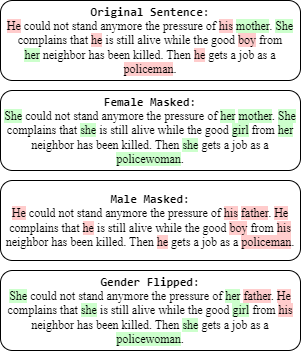 Original Sentence:
He could not stand anymore the pressure of his mother. She
complains that he is still alive while the good boy from
her neighbor has been killed. Then he gets a job as a
policeman.
Female Masked:
She could not stand anymore the pressure of her mother. She
complains that she is still alive while the good girl from her
neighbor has been killed. Then she gets a job as a
policewoman.
Male Masked:
He could not stand anymore the pressure of his father. He
complains that he is still alive while the good boy from his
neighbor has been killed. Then he gets a job as a policeman.
Gender Flipped:
She could not stand anymore the pressure of her father. He
complains that she is still alive while the good girl from his
neighbor has been killed. Then she gets a job as a
policewoman.